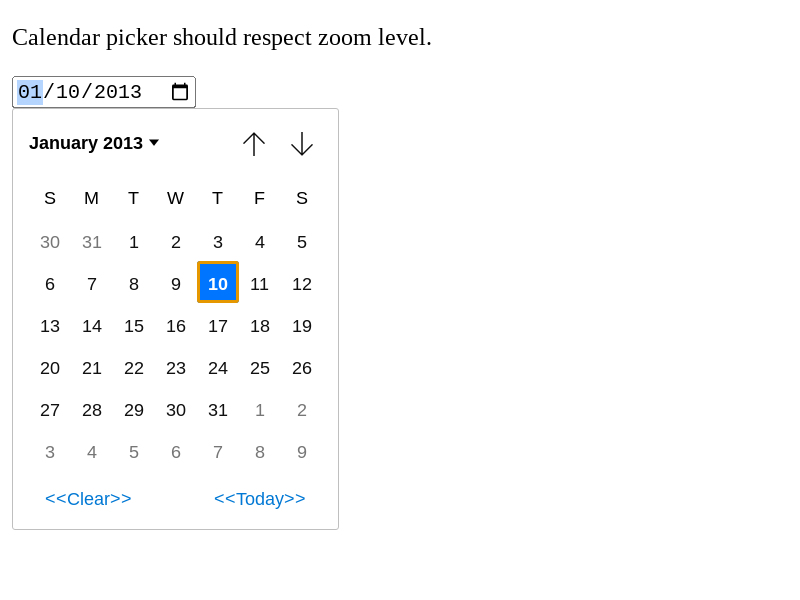 Calendar picker should respect zoom level.
01/10/2013
January 2013
S M T W T F S
30 31 1 2 3 4 5
6 7 8 9 10 11 12
13 14 15 16 17 18 19
20 21 22 23 24 25 26
27 28 29 30 31 1 2
3 4 5 6 7 8 9
<<Clear>> <<Today>>